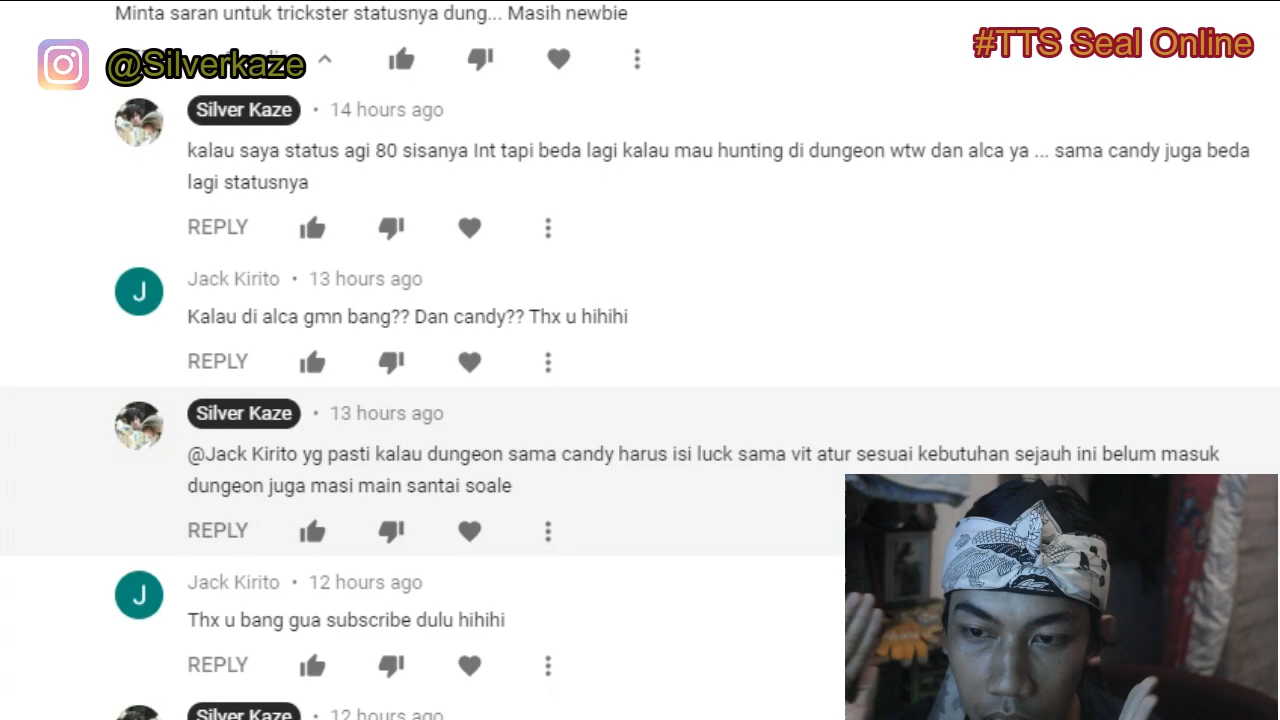 Minta saran untuk trickster statusnya dung... Masih newbie
@Silverkaze
#TTS Seal Online
Silver Kaze • 14 hours ago
kalau saya status agi 80 sisanya Int tapi beda lagi kalau mau hunting di dungeon wtw dan alca ya ... sama candy juga beda
lagi statusnya
REPLY
Jack Kirito • 13 hours ago
Kalau di alca gmn bang?? Dan candy?? Thx u hihihi
REPLY
Silver Kaze • 13 hours ago
@Jack Kirito yg pasti kalau dungeon sama candy harus isi luck sama vit atur sesuai kebutuhan sejauh ini belum masuk
dungeon juga masi main santai soale
REPLY
J
Jack Kirito • 12 hours ago
Thx u bang gua subscribe dulu hihihi
REPLY
Silver Kaze • 12 hours ago